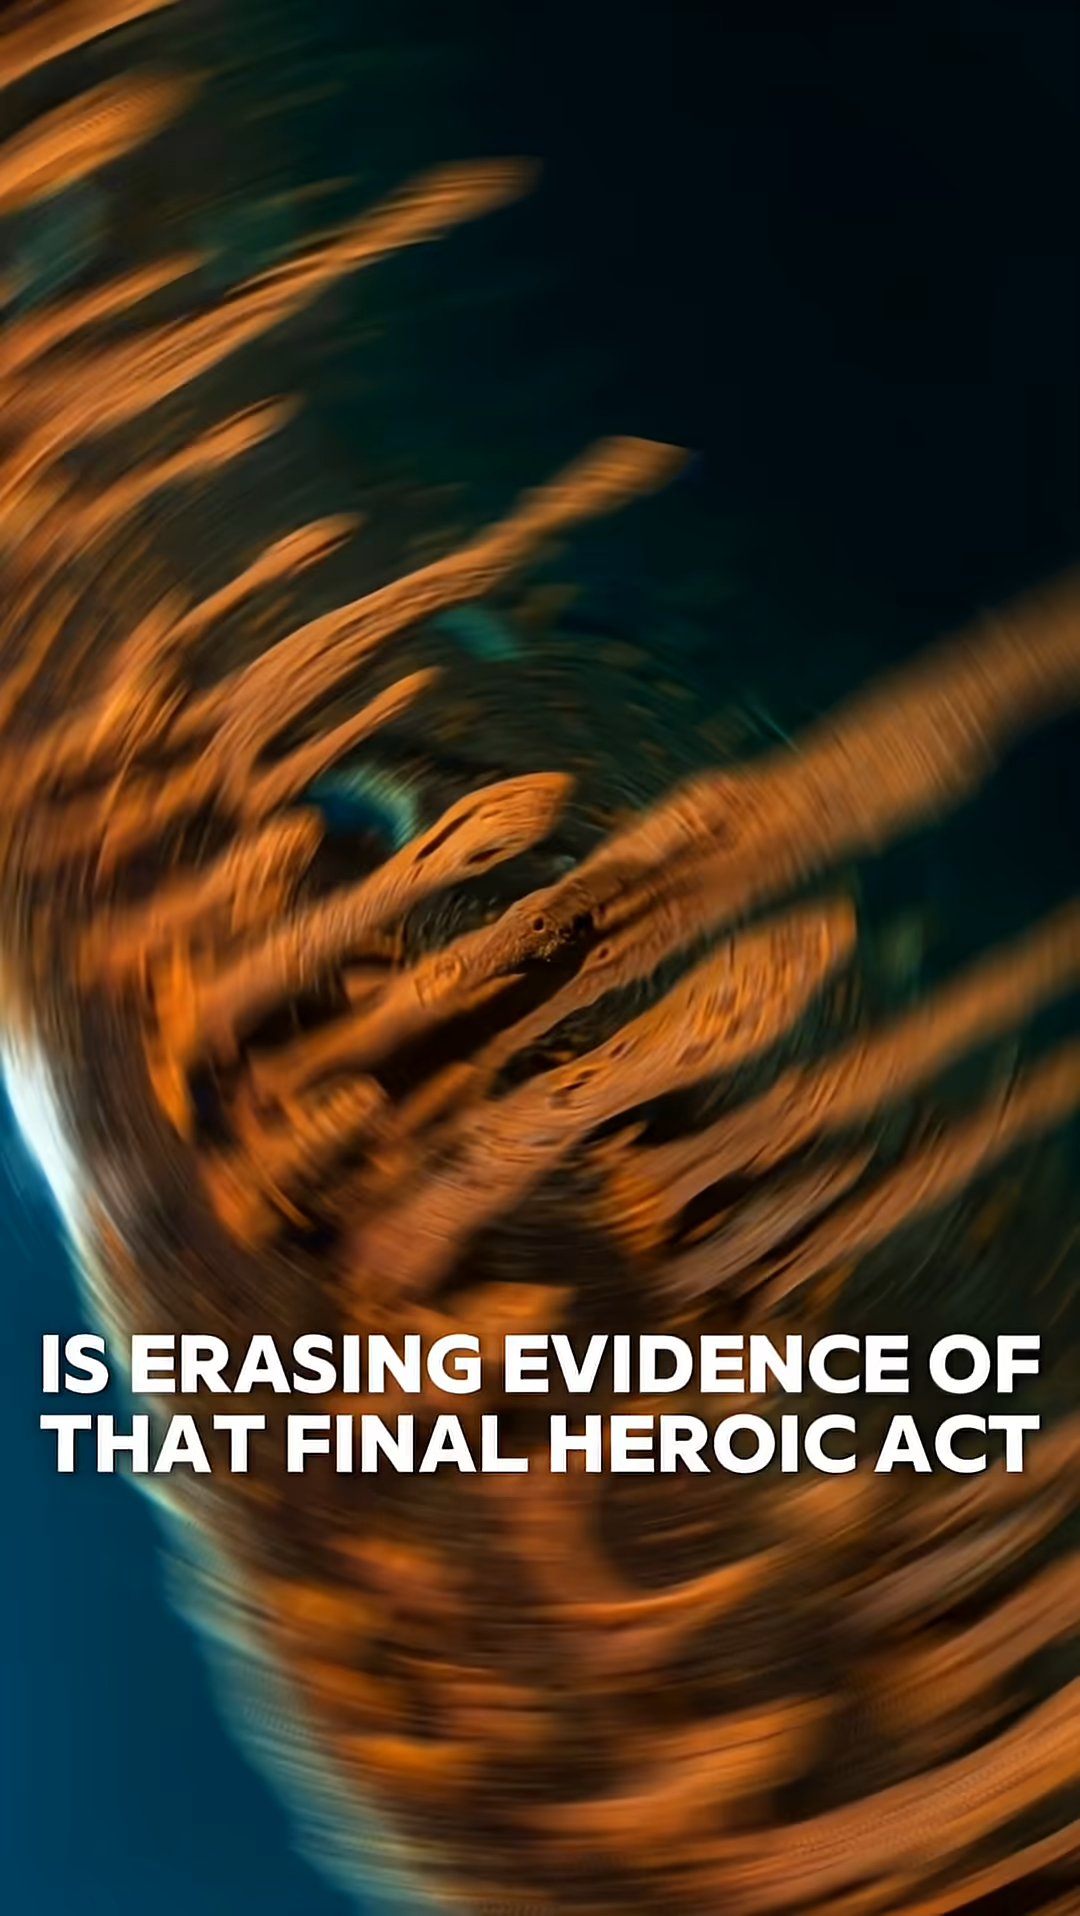 IS ERASING EVIDENCE OF
THAT FINAL HEROIC ACT